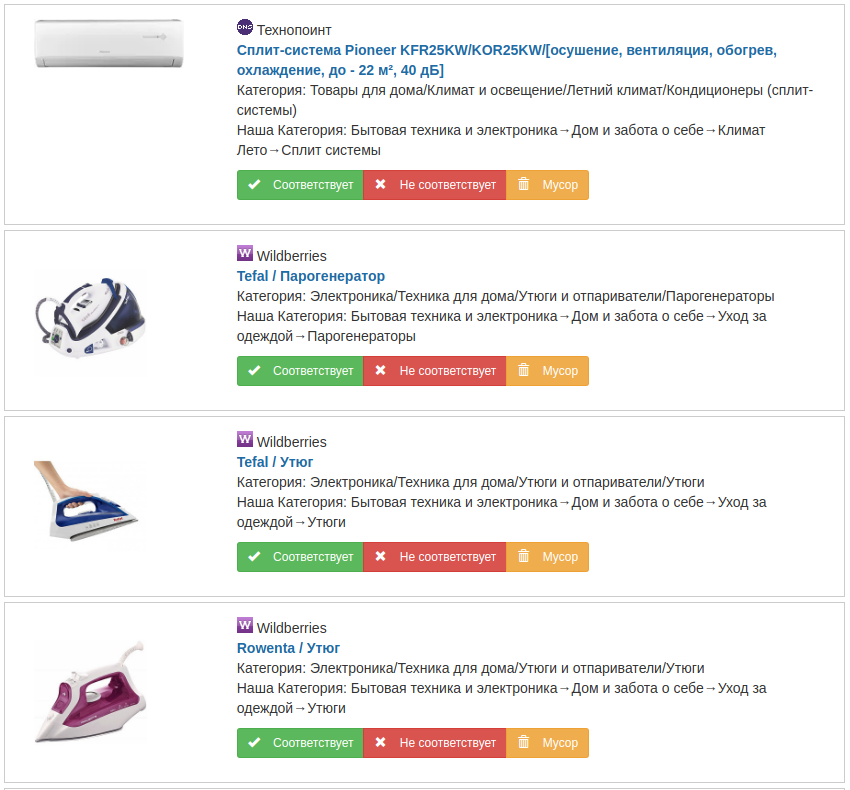 DNS Технопоинт
Сплит-система Pioneer KFR25KW/KOR25KW/[осушение, вентиляция, обогрев,
охлаждение, до - 22 м², 40 дБ]
Категория: Товары для дома/Климат и освещение/Летний климат/Кондиционеры (сплит-
системы)
Наша Категория: Бытовая техника и электроника→Дом и забота о себе→Климат
Лето→Сплит системы
Соответствует Не соответствует Мусор
W Wildberries
Tefal / Парогенератор
Категория: Электроника/Техника для дома/Утюги и отпариватели/Парогенераторы
Наша Категория: Бытовая техника и электроника→Дом и забота о себе→Уход за
одеждой→Парогенераторы
Соответствует Не соответствует Мусор
W Wildberries
Tefal / Утюг
Категория: Электроника/Техника для дома/Утюги и отпариватели/Утюги
Наша Категория: Бытовая техника и электроника→Дом и забота о себе→Уход за
одеждой→Утюги
Соответствует Не соответствует Мусор
W Wildberries
Rowenta / Утюг
Категория: Электроника/Техника для дома/Утюги и отпариватели/Утюги
Наша Категория: Бытовая техника и электроника→Дом и забота о себе→Уход за
одеждой→Утюги
Соответствует Не соответствует Мусор